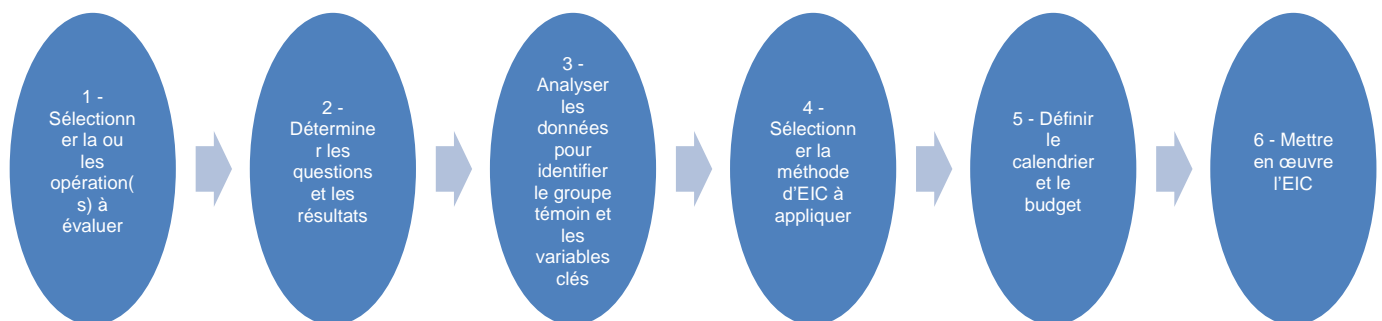 1 -
Sélectionn
er la ou
les
opération(
s) à
évaluer
2 -
Détermine
r les
questions
et les
résultats
3 -
Analyser
les
données
pour
identifier
le groupe
témoin et
les
variables
clés
4 -
Sélectionn
er la
méthode
d'EIC à
appliquer
5 - Définir
le
calendrier
et le
budget
6 - Mettre
en œuvre
l'EIC